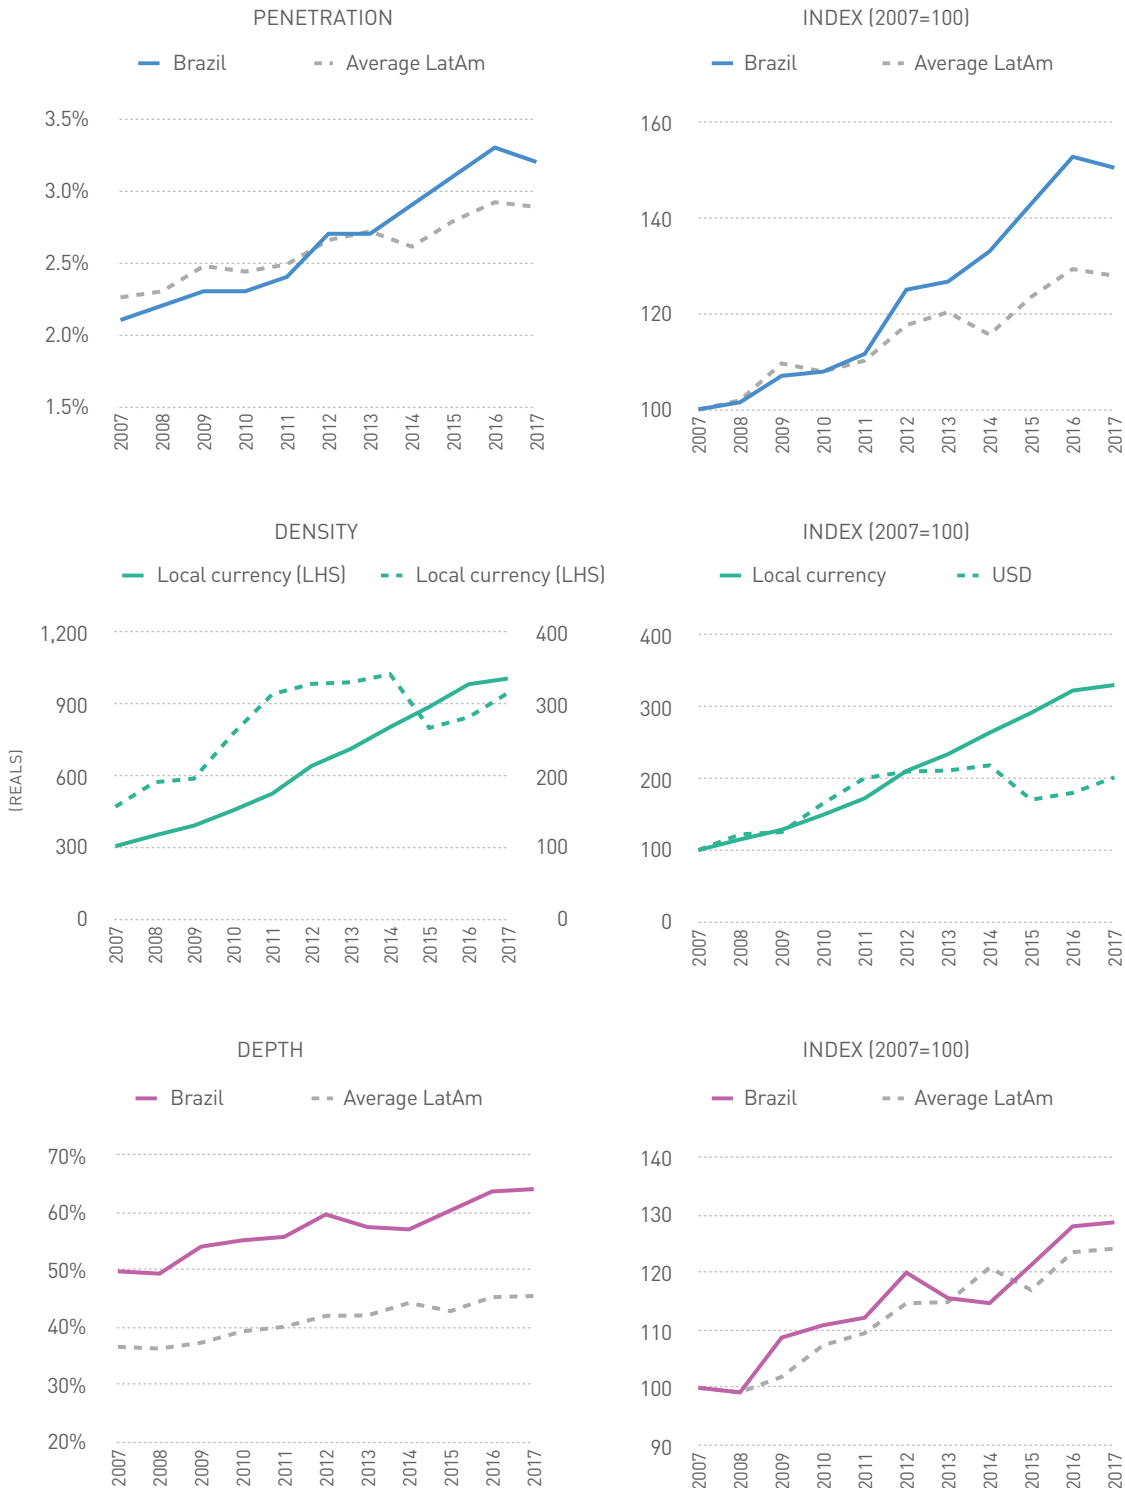 PENETRATION
Brazil Average LatAm
3.5%
3.0%
2.5%
2.0%
1.5%
2007 2008 2009 2010 2011 2012 2013 2014 2015 2016 2017
INDEX (2007=100)
Brazil Average LatAm
160
140
120
100
2007 2008 2009 2010 2011 2012 2013 2014 2015 2016 2017
DENSITY
Local currency (LHS) Local currency (LHS)
(REALS)
1,200 400
900 300
600 200
300 100
0 0
2007 2008 2009 2010 2011 2012 2013 2014 2015 2016 2017
INDEX (2007=100)
Local currency USD
400
300
200
100
0
2007 2008 2009 2010 2011 2012 2013 2014 2015 2016 2017
DEPTH
Brazil Average LatAm
70%
60%
50%
40%
30%
20%
2007 2008 2009 2010 2011 2012 2013 2014 2015 2016 2017
INDEX (2007=100)
Brazil Average LatAm
140
130
120
110
100
90
2007 2008 2009 2010 2011 2012 2013 2014 2015 2016 2017